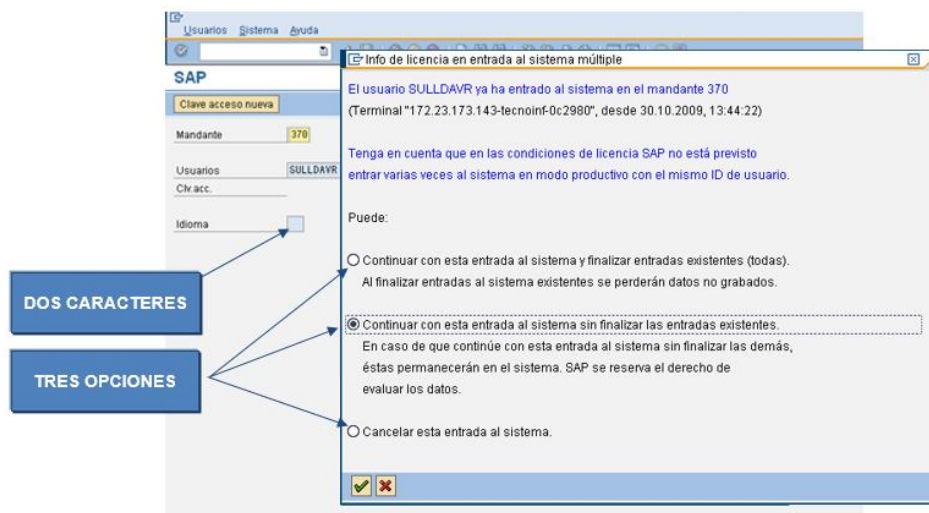 Usuarios Sistema Ayuda
SAP
Clave acceso nueva
Mandante 370
Usuarios SULLDAVR
Clv.acc.
Idioma
DOS CARACTERES
TRES OPCIONES
Info de licencia en entrada al sistema múltiple
El usuario SULLDAVR ya ha entrado al sistema en el mandante 370
(Terminal "172.23.173.143-tecnoinf-0c2980", desde 30.10.2009, 13:44:22)
Tenga en cuenta que en las condiciones de licencia SAP no está previsto
entrar varias veces al sistema en modo productivo con el mismo ID de usuario.
Puede:
Continuar con esta entrada al sistema y finalizar entradas existentes (todas).
Al finalizar entradas al sistema existentes se perderán datos no grabados.
Continuar con esta entrada al sistema sin finalizar las entradas existentes.
En caso de que continúe con esta entrada al sistema sin finalizar las demás,
éstas permanecerán en el sistema. SAP se reserva el derecho de
evaluar los datos.
Cancelar esta entrada al sistema.